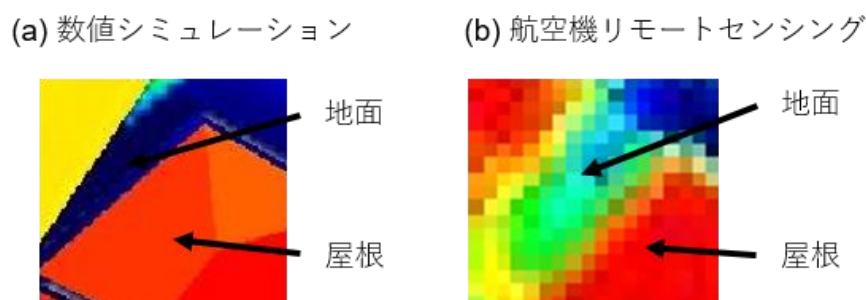 (a) 数値シミュレーション
(b) 航空機リモートセンシング
地面
地面
屋根
屋根